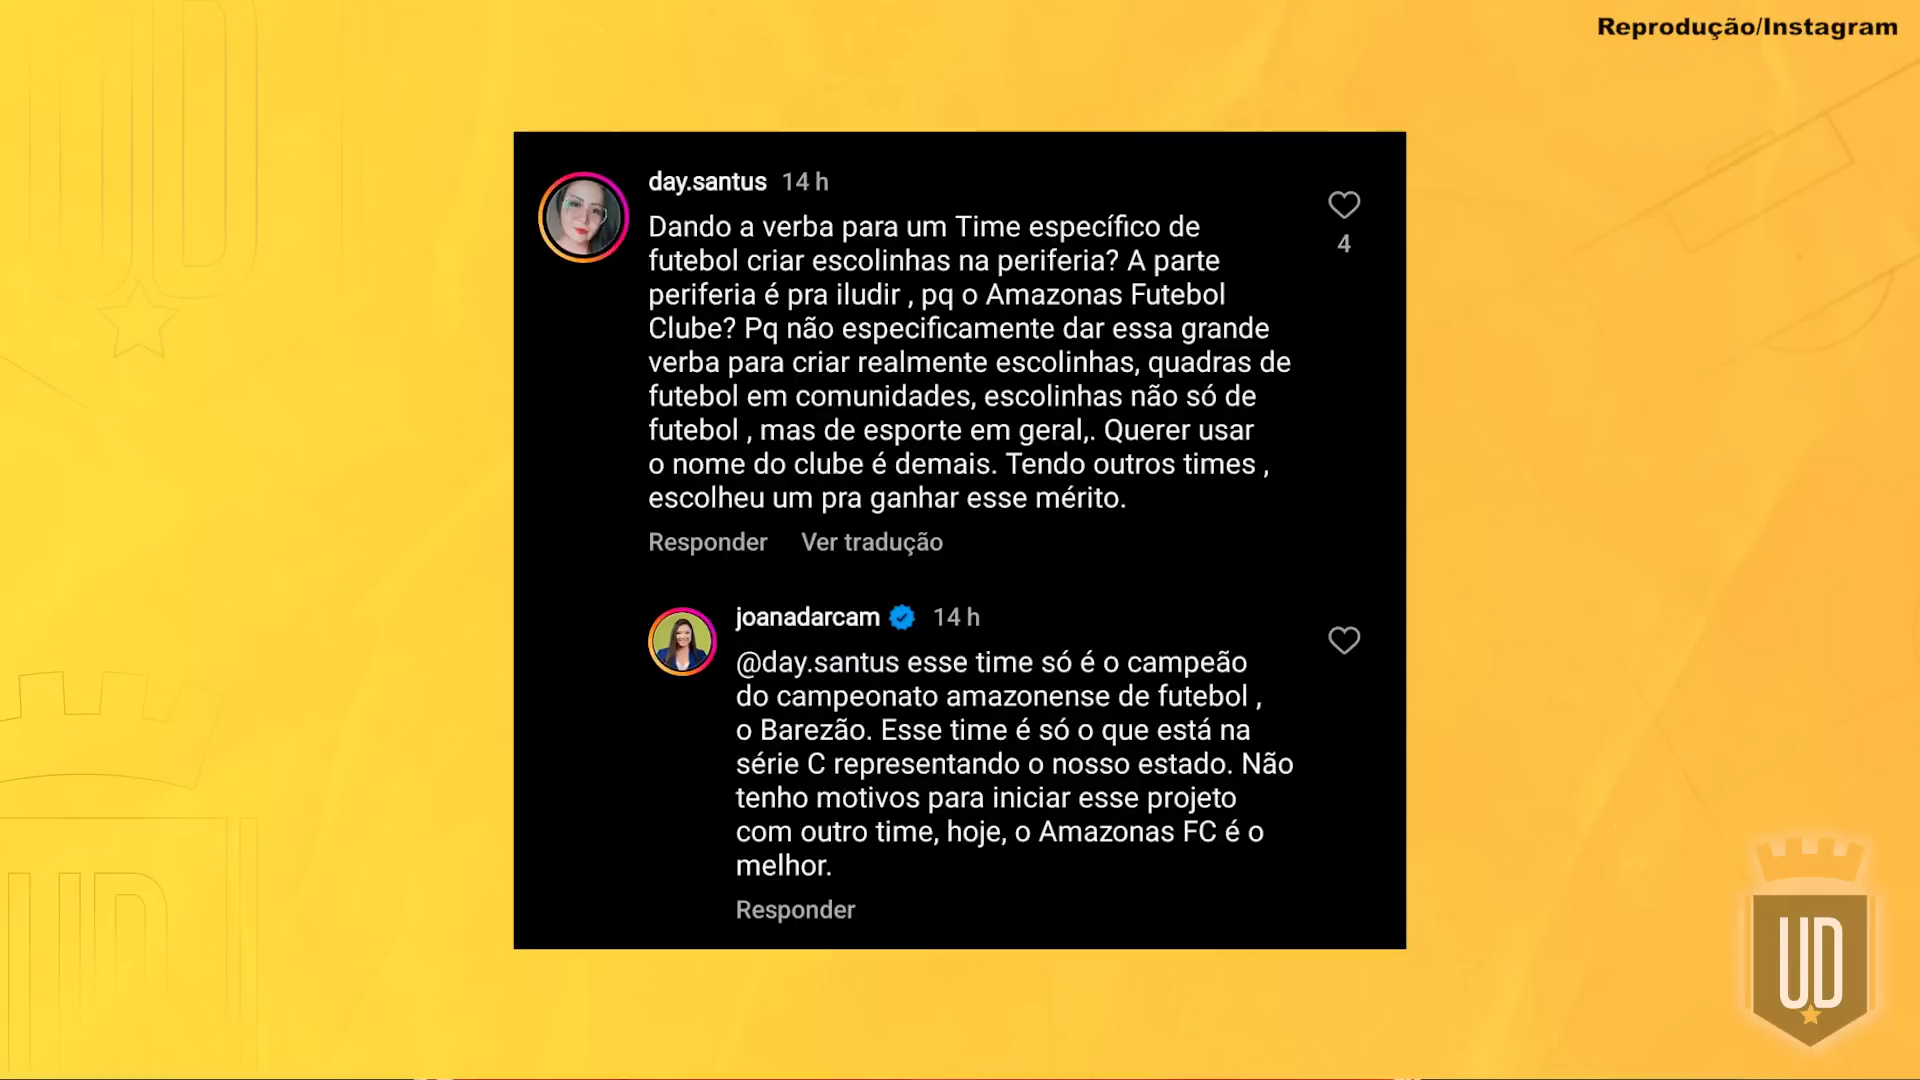 Reprodução/Instagram
day.santus 14 h
Dando a verba para um Time específico de
futebol criar escolinhas na periferia? A parte
periferia é pra iludir , pq o Amazonas Futebol
Clube? Pq não especificamente dar essa grande
verba para criar realmente escolinhas, quadras de
futebol em comunidades, escolinhas não só de
futebol , mas de esporte em geral,. Querer usar
o nome do clube é demais. Tendo outros times ,
escolheu um pra ganhar esse mérito.
4
Responder Ver tradução
joanadarcam 14 h
@day.santus esse time só é o campeão
do campeonato amazonense de futebol ,
o Barezão. Esse time é só o que está na
série C representando o nosso estado. Não
tenho motivos para iniciar esse projeto
com outro time, hoje, o Amazonas FC é o
melhor.
Responder
UD
UD
UD